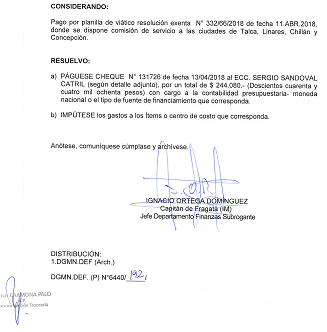 CONSIDERANDO:
Pago por planilla de viático resolución exenta N° 332/66/2018 de fecha 11.ABR.2018,
donde se dispone comisión de servicio a las ciudades de Talca, Linares, Chillán y
Concepción.
RESUELVO:
a) PÁGUESE CHEQUE N° 131726 de fecha 13/04/2018 al ECC. SERGIO SANDOVAL
CATRIL (según detalle adjunto), por un total de $ 244.080,- (Doscientos cuarenta y
cuatro mil ochenta pesos) con cargo a la contabilidad presupuestaria- moneda
nacional o el tipo de fuente de financiamiento que corresponda.
b) IMPÚTESE los gastos a los Ítems o centro de costo que corresponda.
Anótese, comuníquese cúmplase y archívese.
IGNACIO ORTEGA DOMÍNGUEZ
Capitán de Fragata (IM)
Jefe Departamento Finanzas Subrogante
DISTRIBUCIÓN:
1.DGMN.DEF (Arch.)
DGMN.DEF. (P) N°6440/ 192/
CARMONA PALO
Tesorería